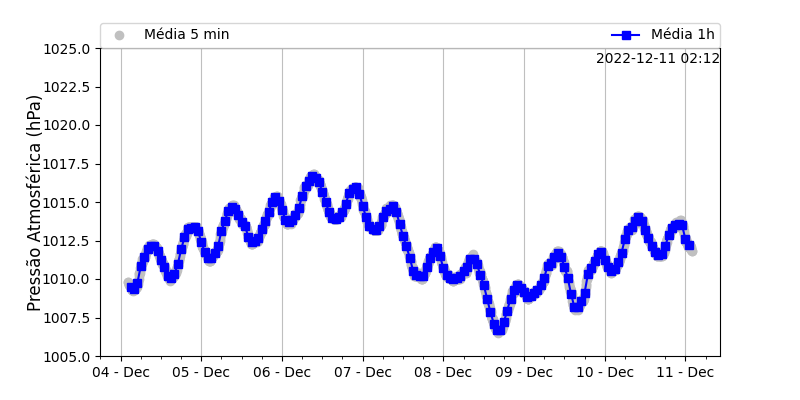 Média 5 min
Média 1h
2022-12-11 02:12
Pressão Atmosférica (hPa)
1025.0
1022.5
1020.0
1017.5
1015.0
1012.5
1010.0
1007.5
1005.0
04 - Dec
05 - Dec
06 - Dec
07 - Dec
08 - Dec
09 - Dec
10 - Dec
11 - Dec